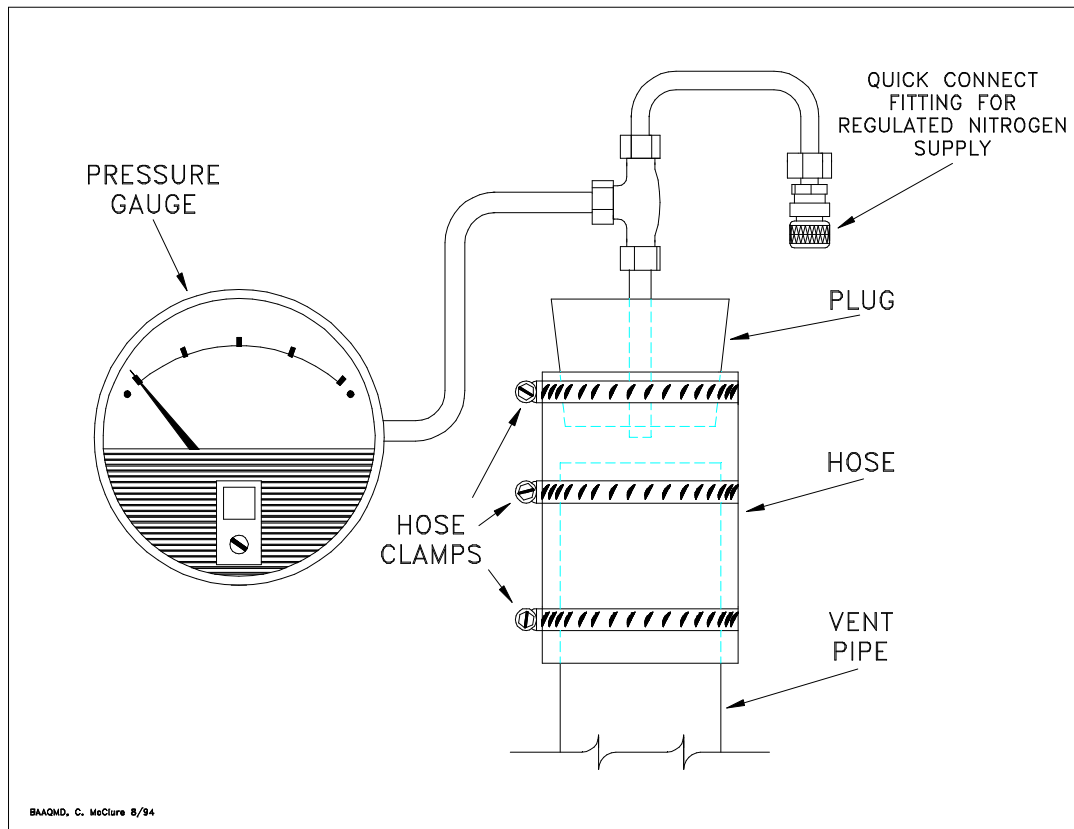 QUICK CONNECT
FITTING FOR
REGULATED NITROGEN
SUPPLY
PRESSURE
GAUGE
PLUG
HOSE
HOSE
CLAMPS
VENT
PIPE
BAAQMD, C. McClure 8/94